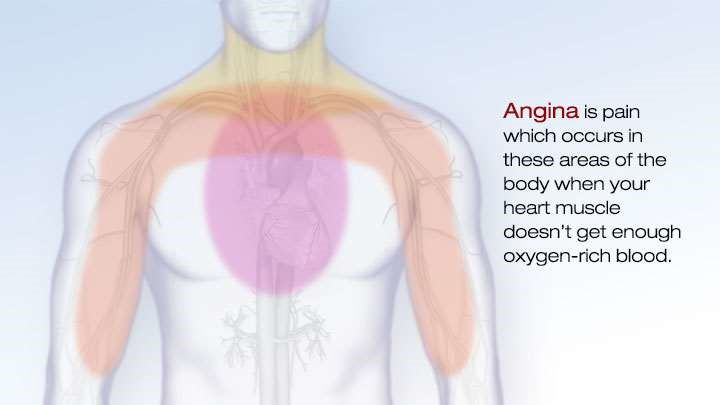 Angina is pain
which occurs in
these areas of the
body when your
heart muscle
doesn't get enough
oxygen-rich blood.